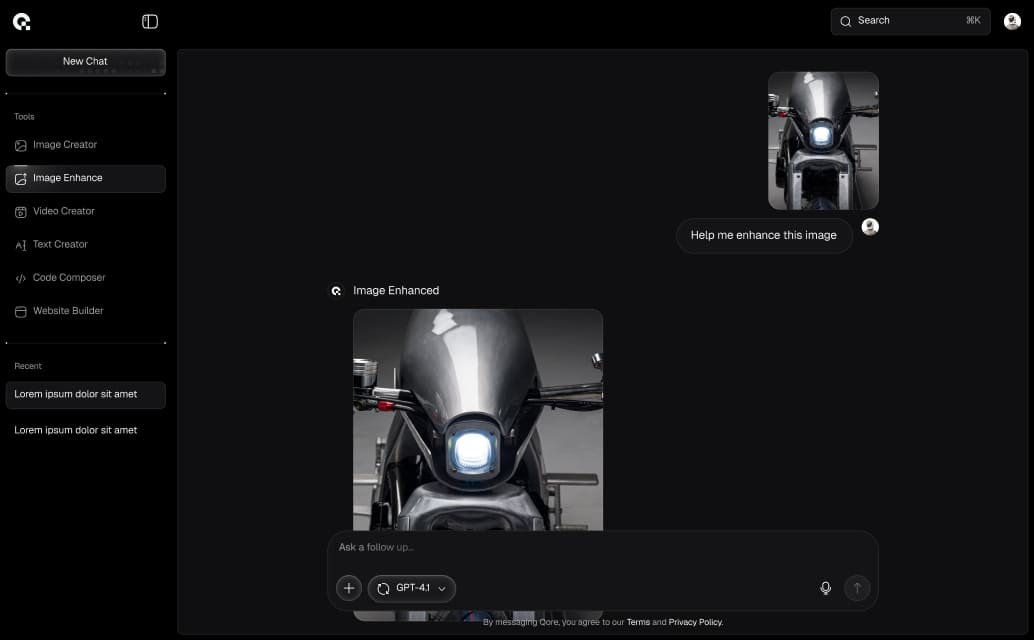 Search ⌘K
New Chat
Tools
Image Creator
Image Enhance
Video Creator
Text Creator
Code Composer
Website Builder
Recent
Lorem ipsum dolor sit amet
Lorem ipsum dolor sit amet
Help me enhance this image
Image Enhanced
Ask a follow up...
GPT-4.1
By messaging Qore, you agree to our Terms and Privacy Policy.